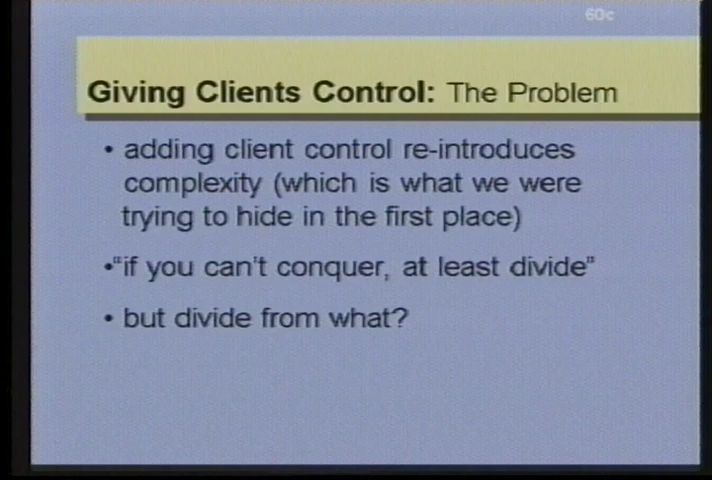 60c
Giving Clients Control: The Problem
• adding client control re-introduces
complexity (which is what we were
trying to hide in the first place)
•“if you can't conquer, at least divide”
• but divide from what?